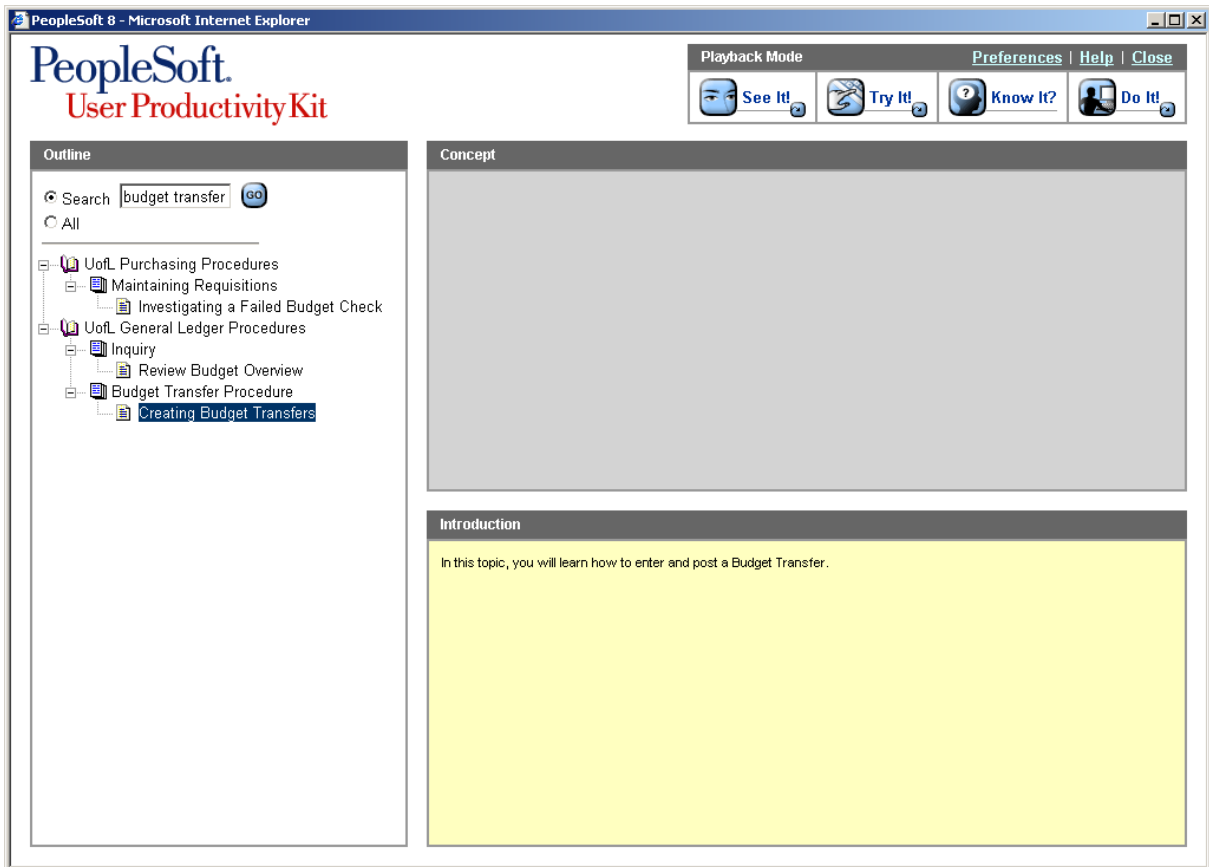 PeopleSoft 8 - Microsoft Internet Explorer
PeopleSoft.
User Productivity Kit
Playback Mode
Preferences | Help | Close
See It!
Try It!
Know It?
Do It!
Outline
Search budget transfer GO
All
UofL Purchasing Procedures
Maintaining Requisitions
Investigating a Failed Budget Check
UofL General Ledger Procedures
Inquiry
Review Budget Overview
Budget Transfer Procedure
Creating Budget Transfers
Concept
Introduction
In this topic, you will learn how to enter and post a Budget Transfer.